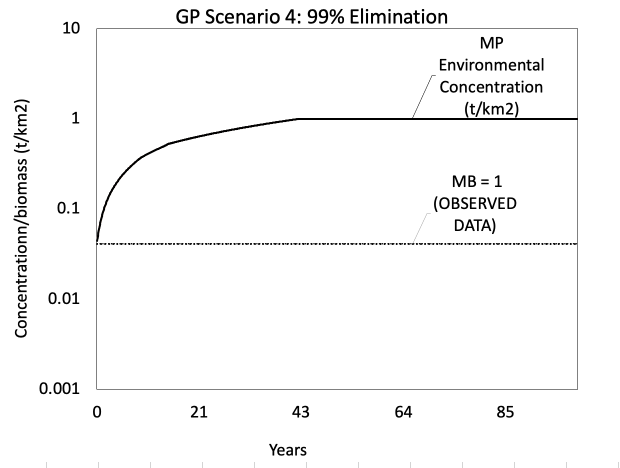 GP Scenario 4: 99% Elimination
10
1
0.1
0.01
0.001
Concentrationn/biomass (t/km2)
MP
Environmental
Concentration
(t/km2)
MB = 1
(OBSERVED
DATA)
0 21 43 64 85
Years